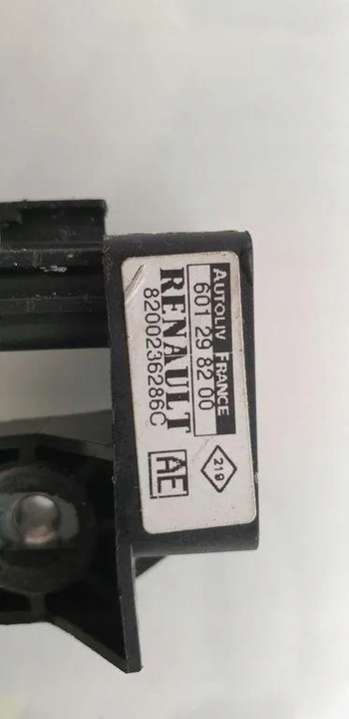 AUTOLIV FRANCE
601 29 82 00
RENAULT
8200236286C
219
AE